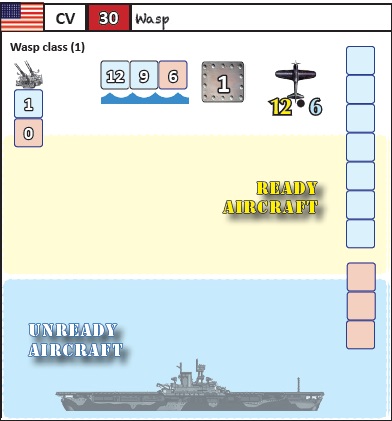 CV 30 Wasp
Wasp class (1)
12 9 6
1
12 6
1
0
READY
AIRCRAFT
UNREADY
AIRCRAFT